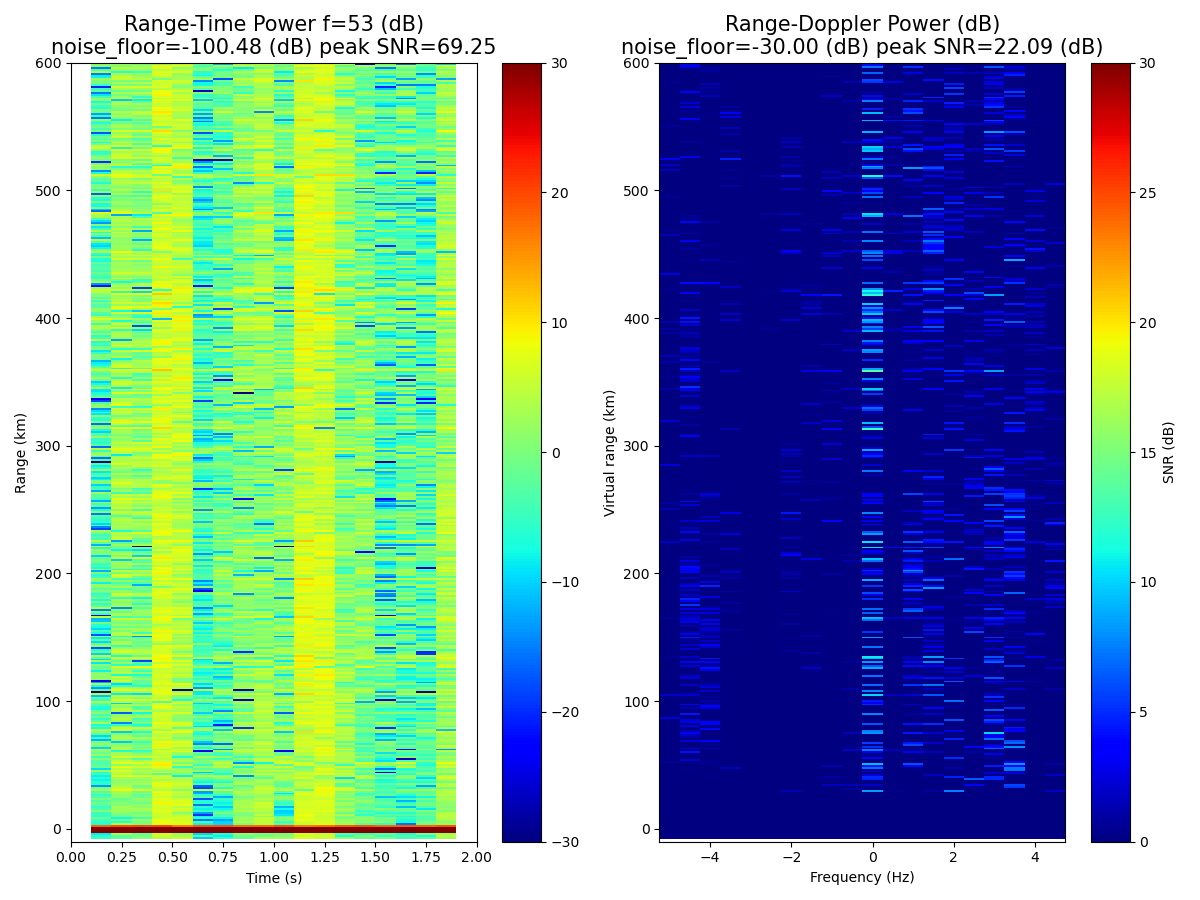 Range-Time Power f=53 (dB)
noise_floor=-100.48 (dB) peak SNR=69.25
Range (km)
600
500
400
300
200
100
0
0.00 0.25 0.50 0.75 1.00 1.25 1.50 1.75 2.00
Time (s)
30
20
10
0
−10
−20
−30
Range-Doppler Power (dB)
noise_floor=-30.00 (dB) peak SNR=22.09 (dB)
Virtual range (km)
600
500
400
300
200
100
0
−4 −2 0 2 4
Frequency (Hz)
30
25
20
15
10
5
0
SNR (dB)